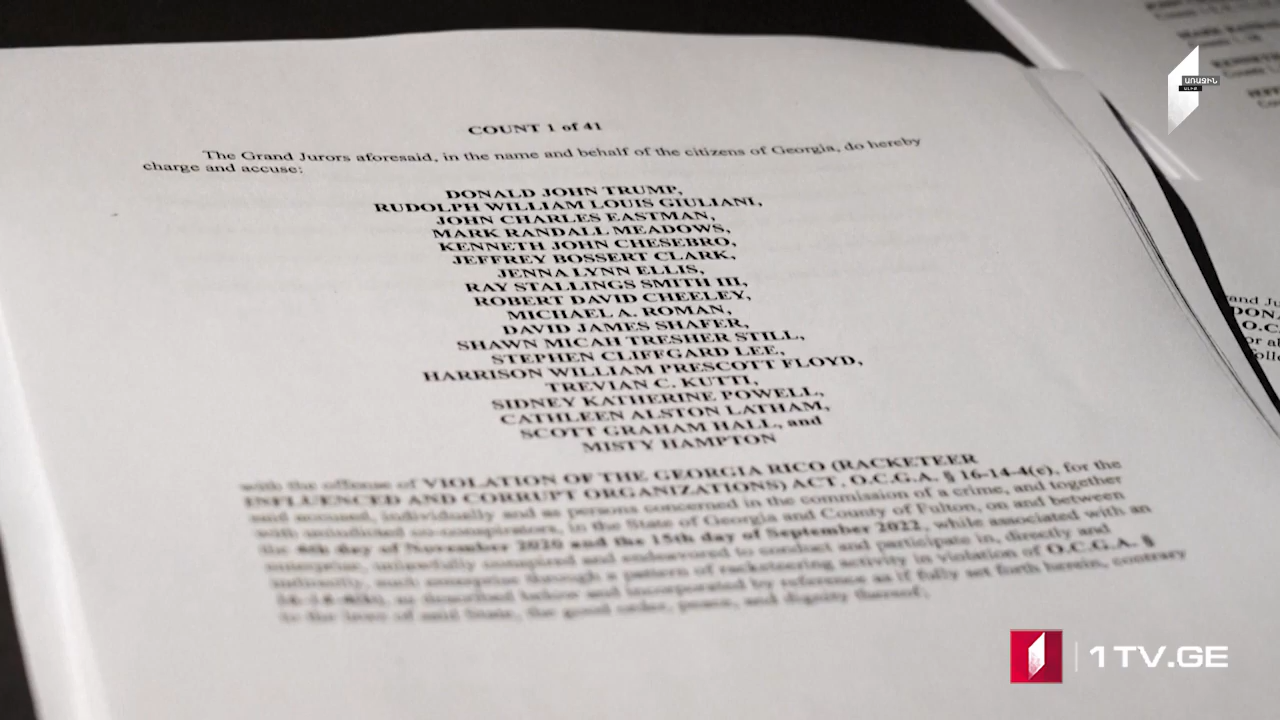 COUNT 1 of 41
The Grand Jurors aforesaid, in the name and behalf of the citizens of Georgia, do hereby
charge and accuse:
DONALD JOHN TRUMP,
RUDOLPH WILLIAM LOUIS GIULIANI,
JOHN CHARLES EASTMAN,
MARK RANDALL MEADOWS,
KENNETH JOHN CHESEBRO,
JEFFREY BOSSERT CLARK,
JENNA LYNN ELLIS,
RAY STALLINGS SMITH III,
ROBERT DAVID CHEELEY,
MICHAEL A. ROMAN,
DAVID JAMES SHAFER,
SHAWN MICAH TRESHER STILL,
STEPHEN CLIFFGARD LEE,
HARRISON WILLIAM PRESCOTT FLOYD,
TREVIAN C. KUTTI,
SIDNEY KATHERINE POWELL,
CATHLEEN ALSTON LATHAM,
SCOTT GRAHAM HALL, and
MISTY HAMPTON
with the offense of VIOLATION OF THE GEORGIA RICO (RACKETEER
INFLUENCED AND CORRUPT ORGANIZATIONS) ACT, O.C.G.A. § 16-14-4(c), for the
said accused, individually and as persons concerned in the commission of a crime, and together
with unindicted co-conspirators, in the State of Georgia and County of Fulton, on and between
the 4th day of November 2020 and the 15th day of September 2022, while associated with an
enterprise, unlawfully conspired and endeavored to conduct and participate in, directly and
indirectly, such enterprise through a pattern of racketeering activity in violation of O.C.G.A. §
16-14-4(b), as described below and incorporated by reference as if fully set forth herein, contrary
to the laws of said State, the good order, peace, and dignity thereof;
ԱՌԱՋԻՆ
ԱԼԻՔ
1TV.GE